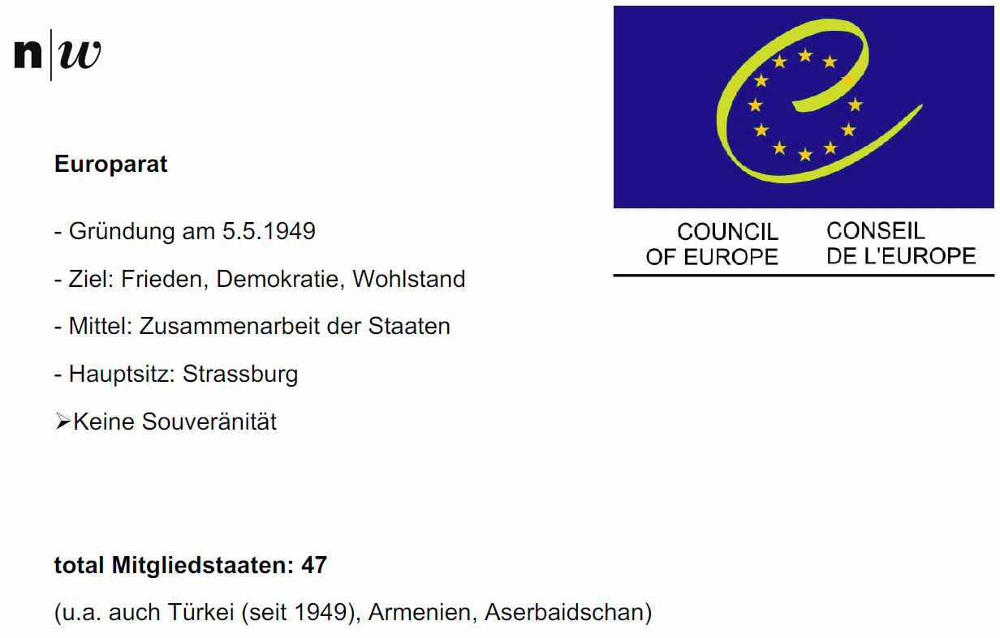 n|w
COUNCIL OF EUROPE
CONSEIL DE L'EUROPE
Europarat
- Gründung am 5.5.1949
- Ziel: Frieden, Demokratie, Wohlstand
- Mittel: Zusammenarbeit der Staaten
- Hauptsitz: Strassburg
➢Keine Souveränität
total Mitgliedstaaten: 47
(u.a. auch Türkei (seit 1949), Armenien, Aserbaidschan)